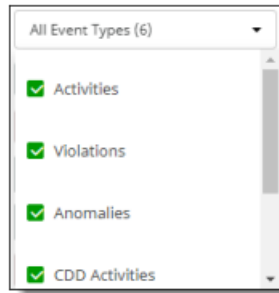 All Event Types (6)
Activities
Violations
Anomalies
CDD Activities